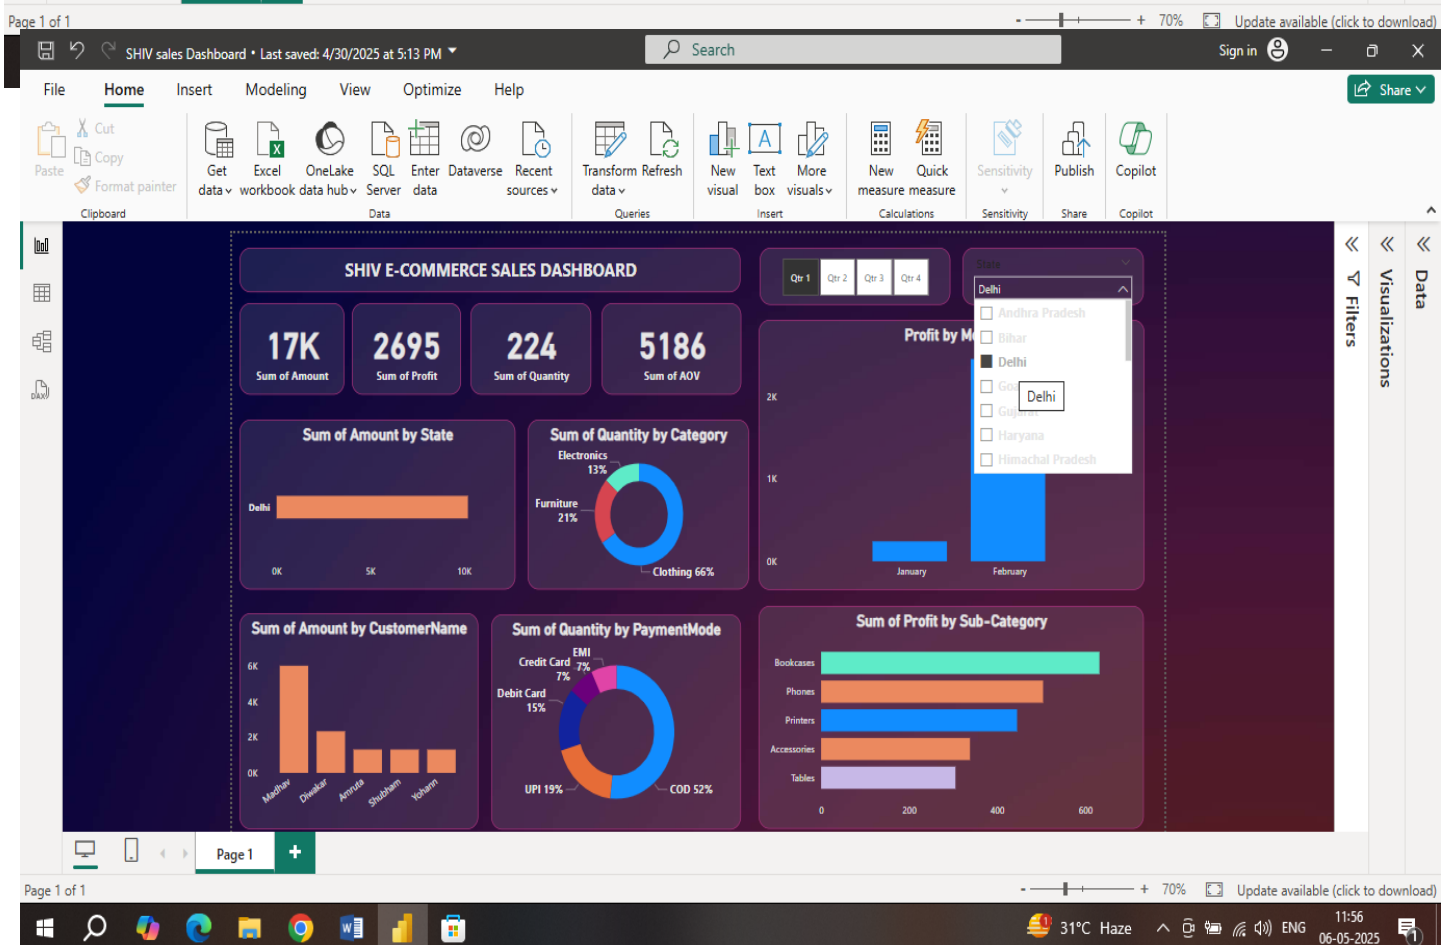 Page 1 of 1
- + 70% Update available (click to download)
SHIV sales Dashboard • Last saved: 4/30/2025 at 5:13 PM
Search
Sign in
File Home Insert Modeling View Optimize Help
Share
Paste
Cut
Copy
Format painter
Clipboard
Get data
Excel workbook
OneLake data hub
SQL Server
Enter data
Dataverse
Recent sources
Data
Transform data
Refresh
Queries
New visual
Text box
More visuals
Insert
New measure
Quick measure
Calculations
Sensitivity
Sensitivity
Publish
Share
Copilot
Copilot
SHIV E-COMMERCE SALES DASHBOARD
Qtr 1 Qtr 2 Qtr 3 Qtr 4
State
Delhi
Andhra Pradesh
Bihar
Delhi
Goa
Gujarat
Haryana
Himachal Pradesh
Delhi
17K
Sum of Amount
2695
Sum of Profit
224
Sum of Quantity
5186
Sum of AOV
Profit by M
2K
1K
0K
January February
Sum of Amount by State
Delhi
0K 5K 10K
Sum of Quantity by Category
Electronics
13%
Furniture
21%
Clothing 66%
Sum of Amount by CustomerName
6K
4K
2K
0K
Madhav Diwakar Amruta Shubham Yohann
Sum of Quantity by PaymentMode
EMI
7%
Credit Card
7%
Debit Card
15%
UPI 19%
COD 52%
Sum of Profit by Sub-Category
Bookcases
Phones
Printers
Accessories
Tables
0 200 400 600
Filters
Visualizations
Data
DAX
Page 1
+
Page 1 of 1
- + 70% Update available (click to download)
31°C Haze
ENG
11:56
06-05-2025
1
1